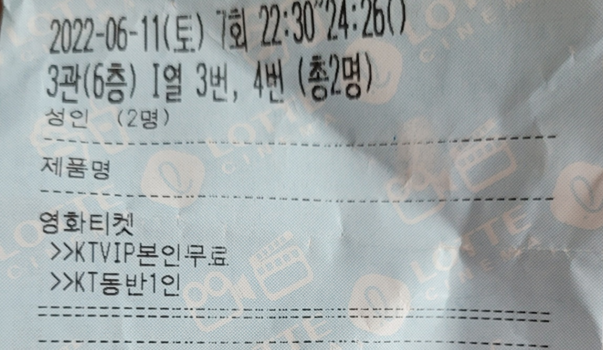 2022-06-11(토) 7회 22:30~24:26()
3관(6층) I열 3번, 4번 (총2명)
성인 (2명)
제품명
영화티켓
>>KTVIP본인무료
>>KT동반1인
LOTTE
CINEMA